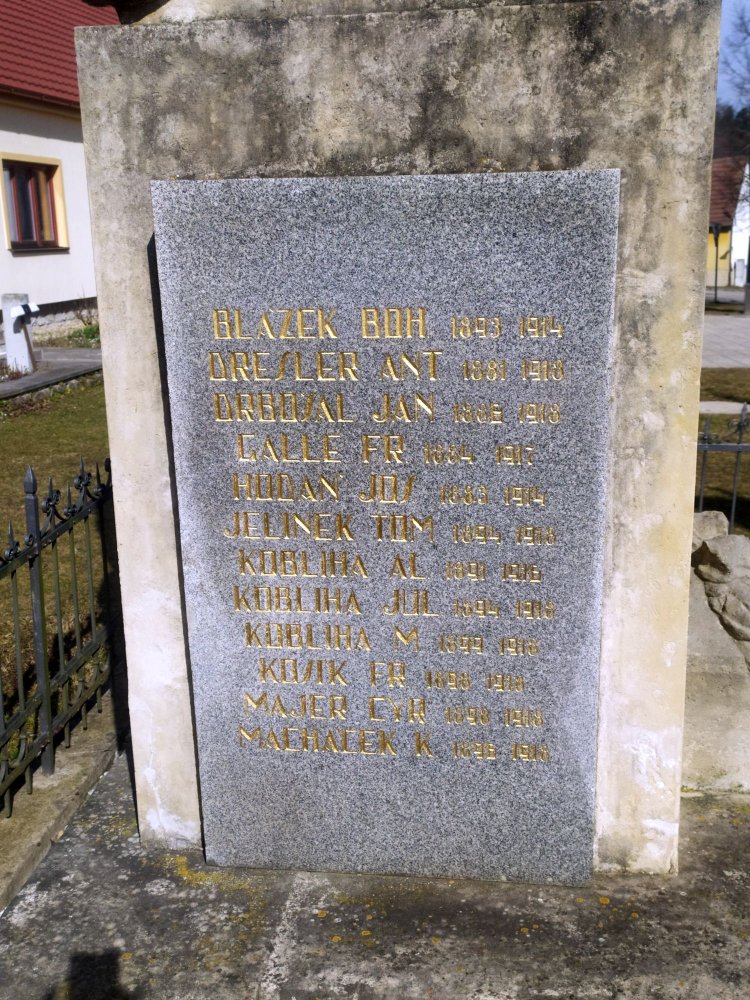 BLAZEK BOH 1893 1914
DRESLER ANT 1881 1918
DRBOSAL JAN 1886 1918
GALLE FR 1884 1917
HODAN JOS 1883 1914
JELINEK TOM 1894 1918
KOBLIHA AL 1891 1916
KOBLIHA JUL 1894 1918
KOBLIHA M 1899 1918
KOSIK FR 1898 1918
MAJER CYR 1898 1918
MACHACEK K 1896 1918